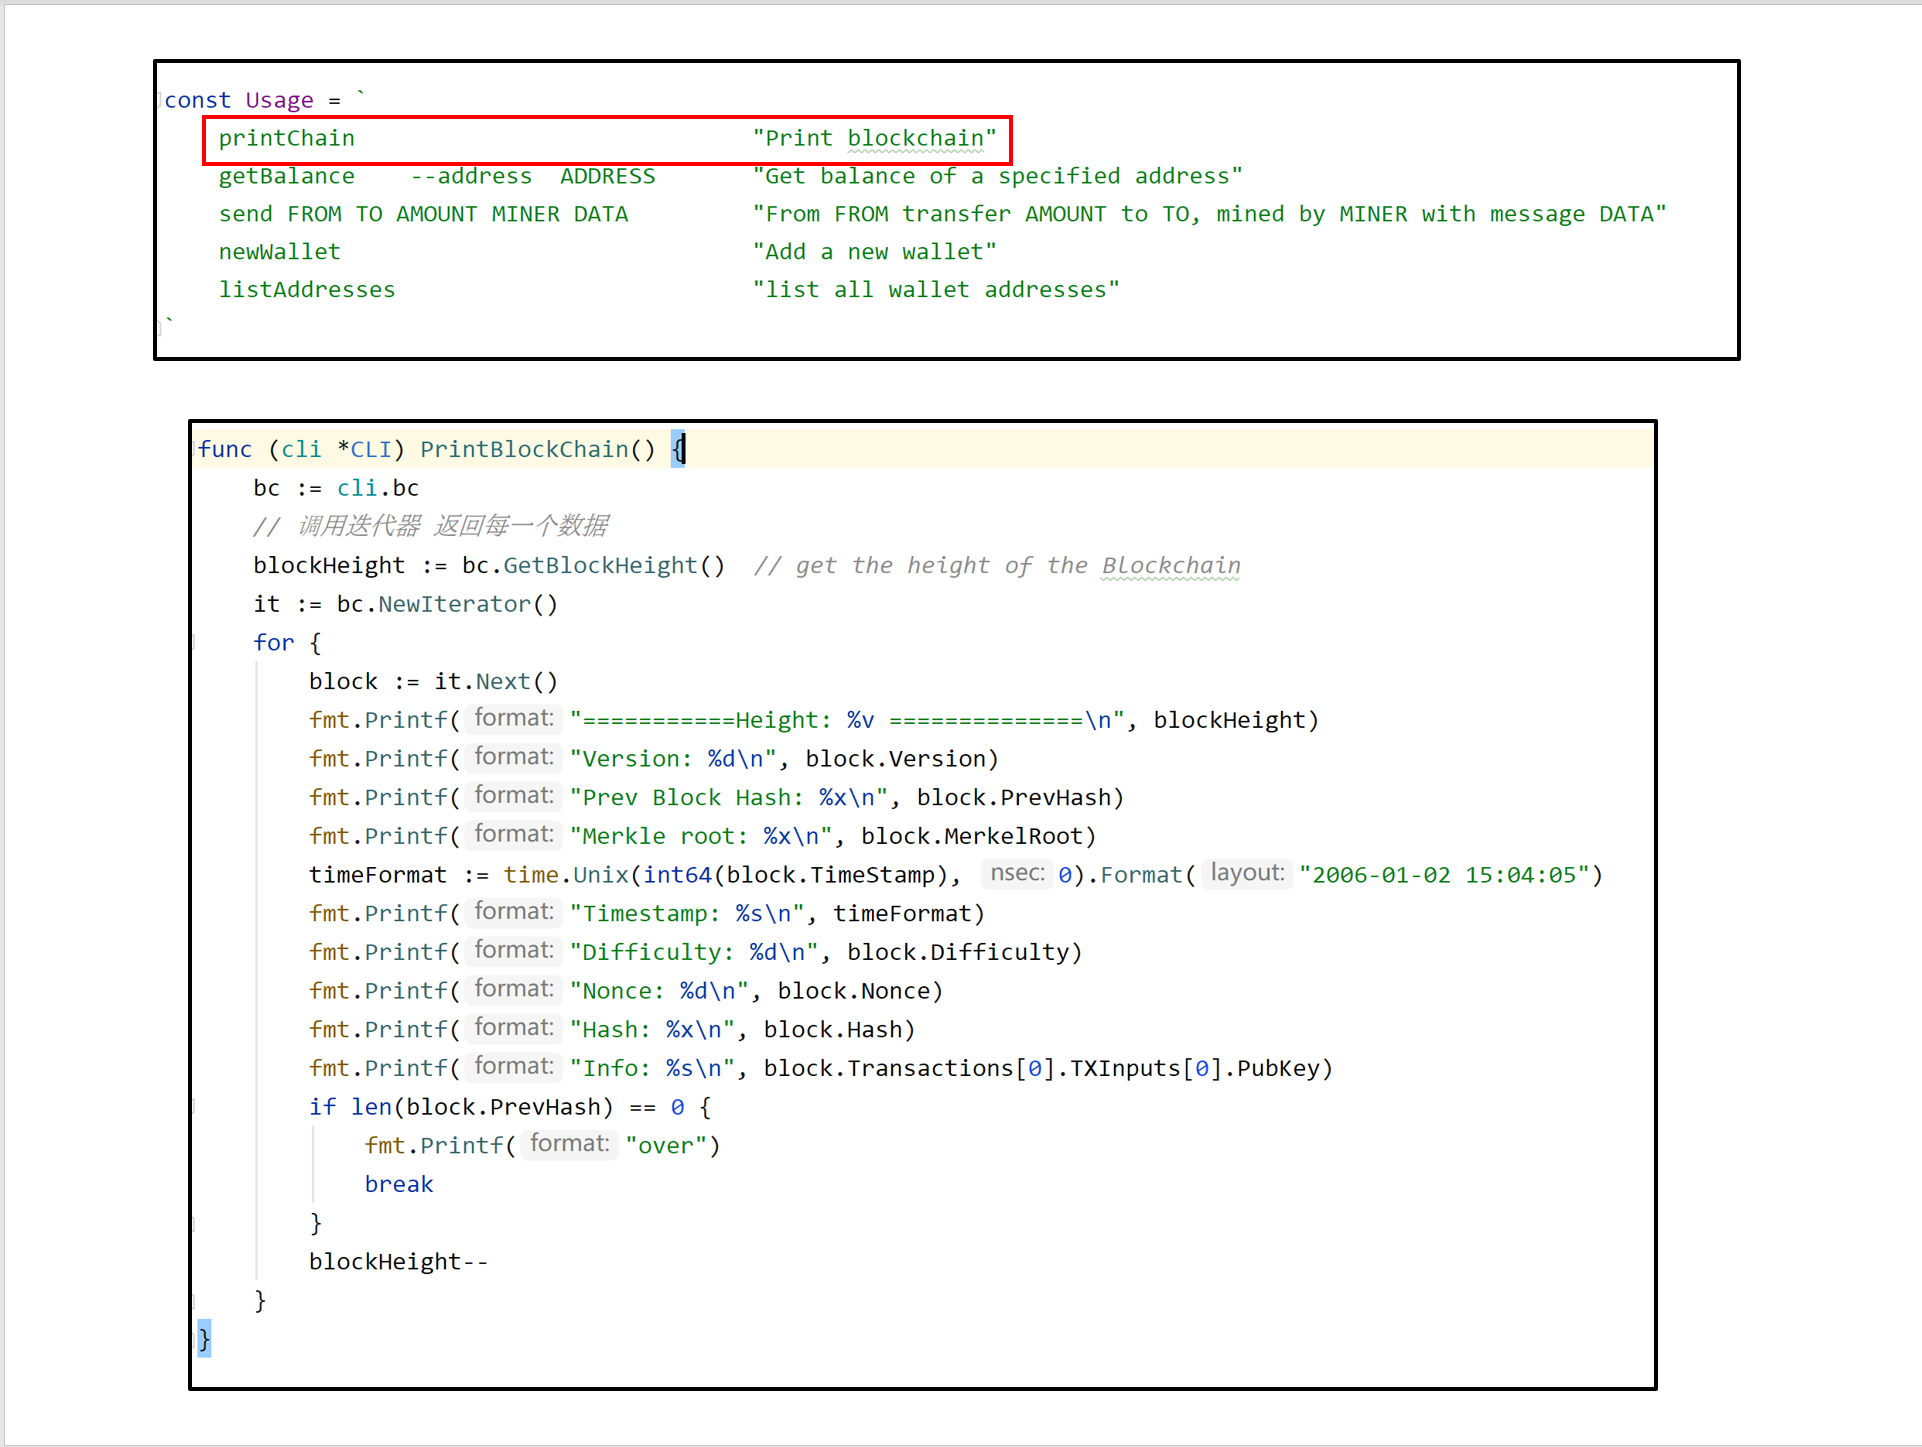 const Usage = `
printChain "Print blockchain"
getBalance --address ADDRESS "Get balance of a specified address"
send FROM TO AMOUNT MINER DATA "From FROM transfer AMOUNT to TO, mined by MINER with message DATA"
newWallet "Add a new wallet"
listAddresses "list all wallet addresses"
`
func (cli *CLI) PrintBlockChain() {
bc := cli.bc
// 调用迭代器 返回每一个数据
blockHeight := bc.GetBlockHeight() // get the height of the Blockchain
it := bc.NewIterator()
for {
block := it.Next()
fmt.Printf( format: "===========Height: %v ==============\n", blockHeight)
fmt.Printf( format: "Version: %d\n", block.Version)
fmt.Printf( format: "Prev Block Hash: %x\n", block.PrevHash)
fmt.Printf( format: "Merkle root: %x\n", block.MerkelRoot)
timeFormat := time.Unix(int64(block.TimeStamp), nsec: 0).Format( layout: "2006-01-02 15:04:05")
fmt.Printf( format: "Timestamp: %s\n", timeFormat)
fmt.Printf( format: "Difficulty: %d\n", block.Difficulty)
fmt.Printf( format: "Nonce: %d\n", block.Nonce)
fmt.Printf( format: "Hash: %x\n", block.Hash)
fmt.Printf( format: "Info: %s\n", block.Transactions[0].TXInputs[0].PubKey)
if len(block.PrevHash) == 0 {
fmt.Printf( format: "over")
break
}
blockHeight--
}
}